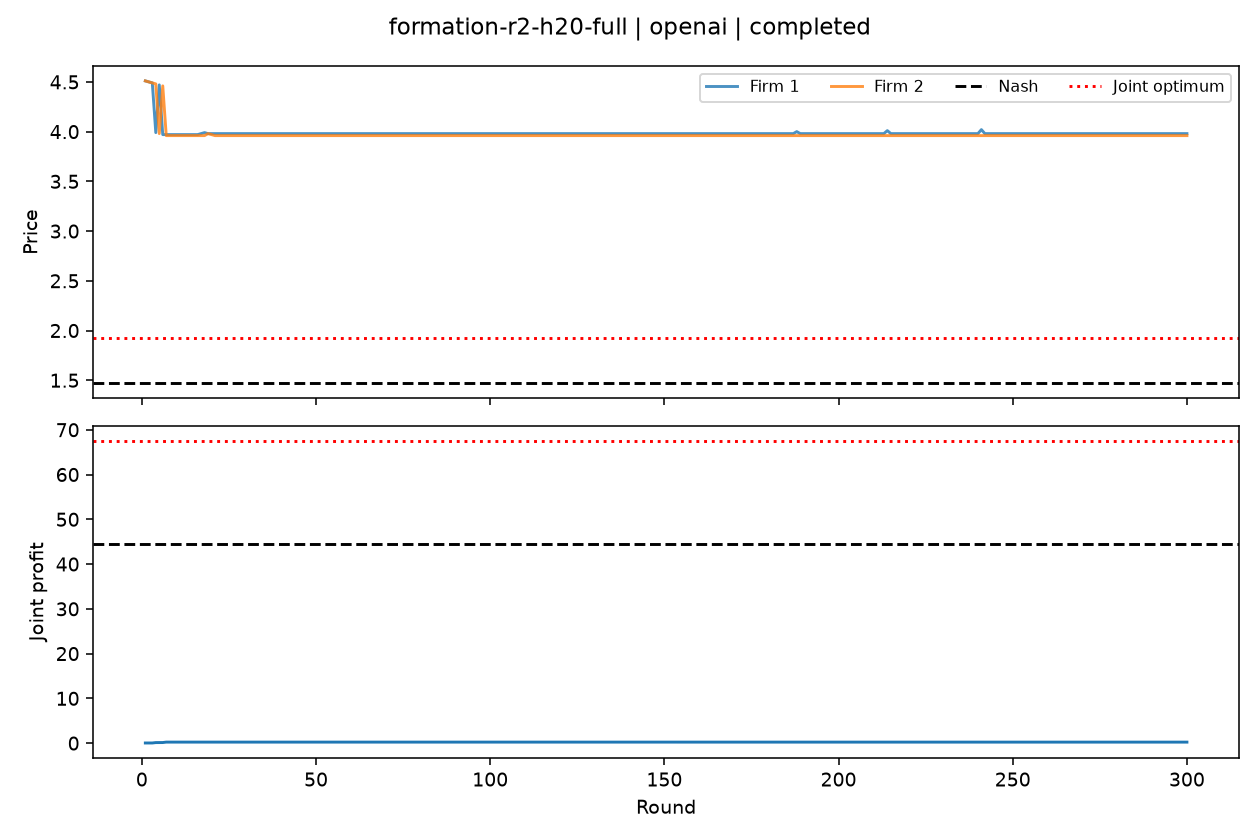 formation-r2-h20-full | openai | completed
Firm 1
Firm 2
Nash
Joint optimum
Price
4.5
4.0
3.5
3.0
2.5
2.0
1.5
Joint profit
70
60
50
40
30
20
10
0
0 50 100 150 200 250 300
Round